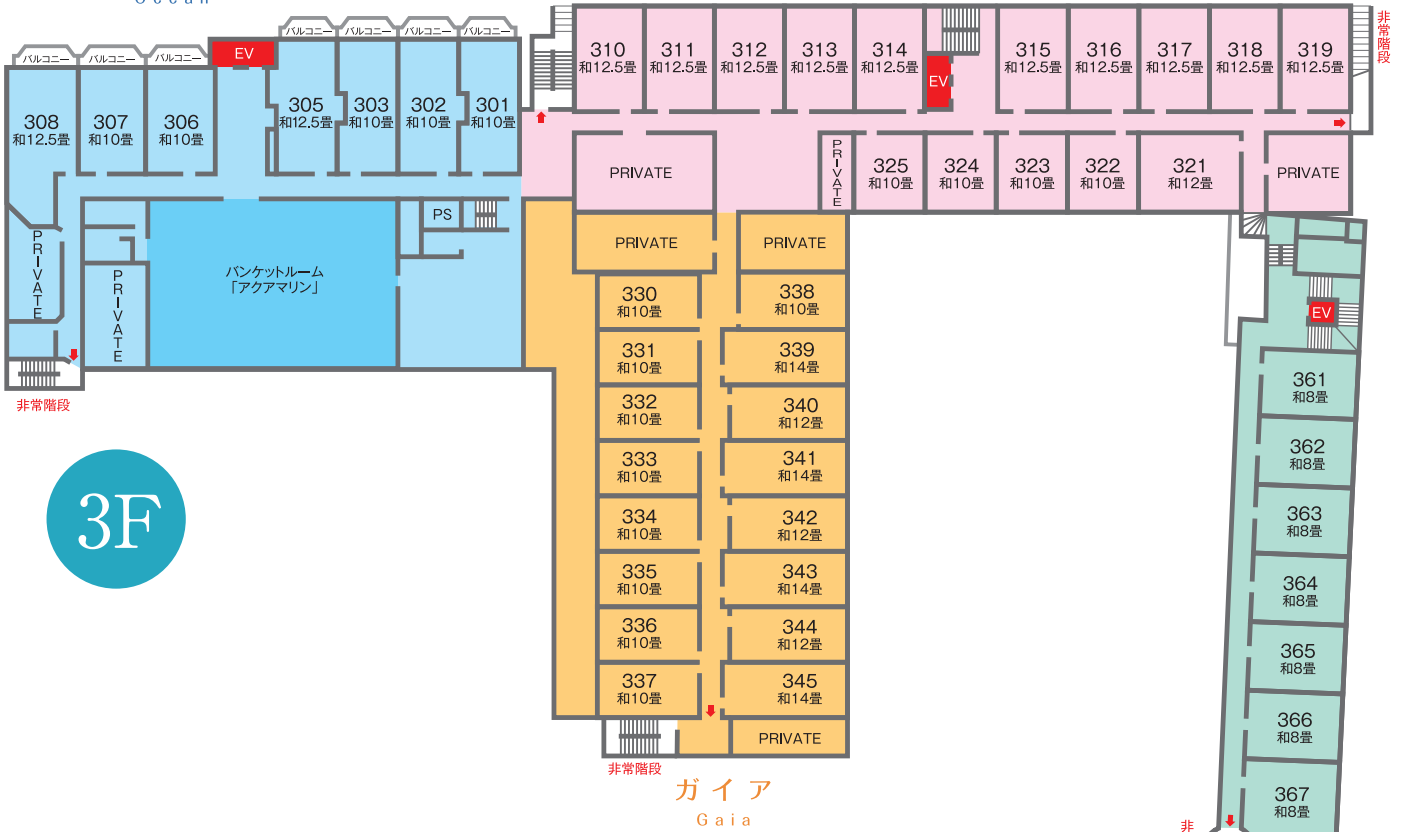 Ocean
バルコニー
バルコニー
バルコニー
バルコニー
バルコニー
バルコニー
バルコニー
EV
308
和12.5畳
307
和10畳
306
和10畳
305
和12.5畳
303
和10畳
302
和10畳
301
和10畳
PRIVATE
PRIVATE
バンケットルーム
「アクアマリン」
PS
非常階段
310
和12.5畳
311
和12.5畳
312
和12.5畳
313
和12.5畳
314
和12.5畳
EV
315
和12.5畳
316
和12.5畳
317
和12.5畳
318
和12.5畳
319
和12.5畳
非常階段
PRIVATE
PRIVATE
325
和10畳
324
和10畳
323
和10畳
322
和10畳
321
和12畳
PRIVATE
PRIVATE
PRIVATE
330
和10畳
338
和10畳
331
和10畳
339
和14畳
332
和10畳
340
和12畳
333
和10畳
341
和14畳
334
和10畳
342
和12畳
335
和10畳
343
和14畳
336
和10畳
344
和12畳
337
和10畳
345
和14畳
PRIVATE
非常階段
ガイア
Gaia
EV
361
和8畳
362
和8畳
363
和8畳
364
和8畳
365
和8畳
366
和8畳
367
和8畳
非
3F